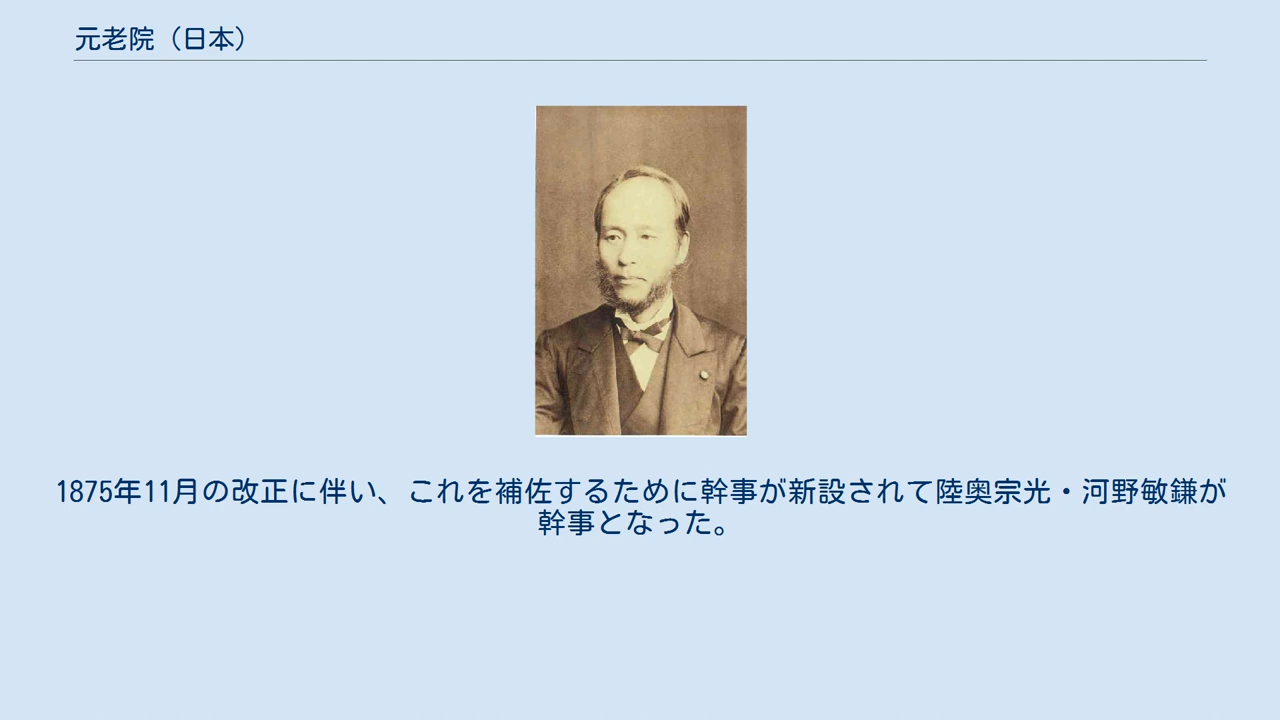 元老院（日本）
1875年11月の改正に伴い、これを補佐するために幹事が新設されて陸奥宗光・河野敏鎌が
幹事となった。